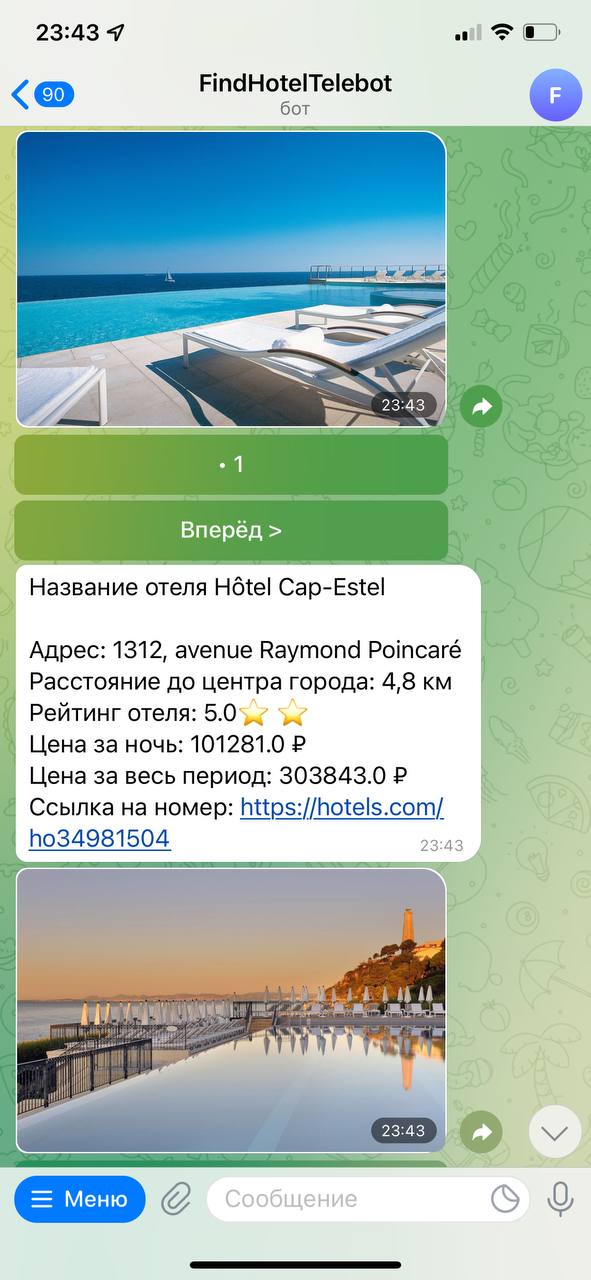 23:43
90
FindHotelTelebot
бот
F
23:43
• 1
Вперёд >
Название отеля Hôtel Cap-Estel
Адрес: 1312, avenue Raymond Poincaré
Расстояние до центра города: 4,8 км
Рейтинг отеля: 5.0⭐ ⭐
Цена за ночь: 101281.0 ₽
Цена за весь период: 303843.0 ₽
Ссылка на номер: https://hotels.com/
ho34981504
23:43
23:43
Меню
Сообщение